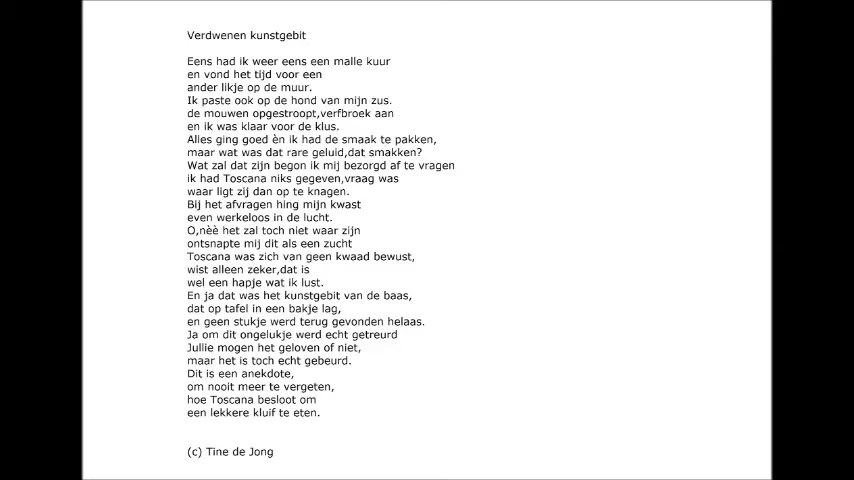 Verdwenen kunstgebit
Eens had ik weer eens een malle kuur
en vond het tijd voor een
ander likje op de muur.
Ik paste ook op de hond van mijn zus.
de mouwen opgestroopt,verfbroek aan
en ik was klaar voor de klus.
Alles ging goed èn ik had de smaak te pakken,
maar wat was dat rare geluid,dat smakken?
Wat zal dat zijn begon ik mij bezorgd af te vragen
ik had Toscana niks gegeven,vraag was
waar ligt zij dan op te knagen.
Bij het afvragen hing mijn kwast
even werkeloos in de lucht.
O,nèè het zal toch niet waar zijn
ontsnapte mij dit als een zucht
Toscana was zich van geen kwaad bewust,
wist alleen zeker,dat is
wel een hapje wat ik lust.
En ja dat was het kunstgebit van de baas,
dat op tafel in een bakje lag,
en geen stukje werd terug gevonden helaas.
Ja om dit ongelukje werd echt getreurd
Jullie mogen het geloven of niet,
maar het is toch echt gebeurd.
Dit is een anekdote,
om nooit meer te vergeten,
hoe Toscana besloot om
een lekkere kluif te eten.
(c) Tine de Jong